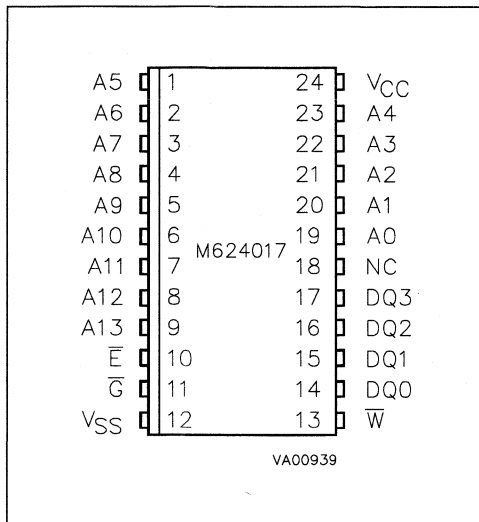 A5 1 24 V_CC
A6 2 23 A4
A7 3 22 A3
A8 4 21 A2
A9 5 20 A1
A10 6 19 A0
M624017
A11 7 18 NC
A12 8 17 DQ3
A13 9 16 DQ2
E̅ 10 15 DQ1
G̅ 11 14 DQ0
V_SS 12 13 W̅
VA00939